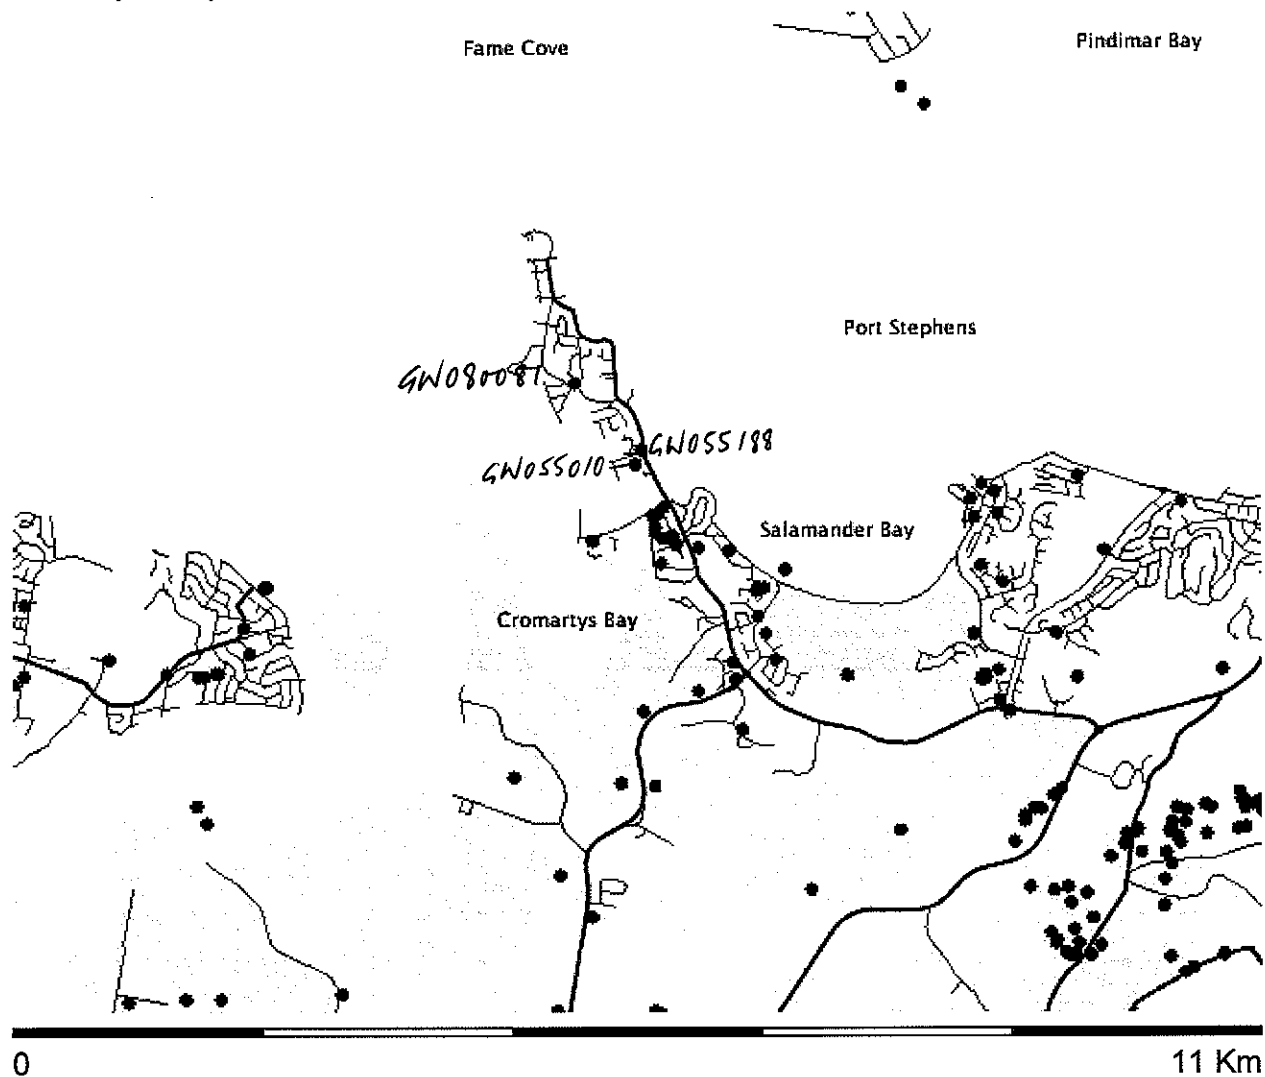 Fame Cove
Pindimar Bay
Port Stephens
GW080081
GW055188
GW055010
Salamander Bay
Cromartys Bay
0
11 Km